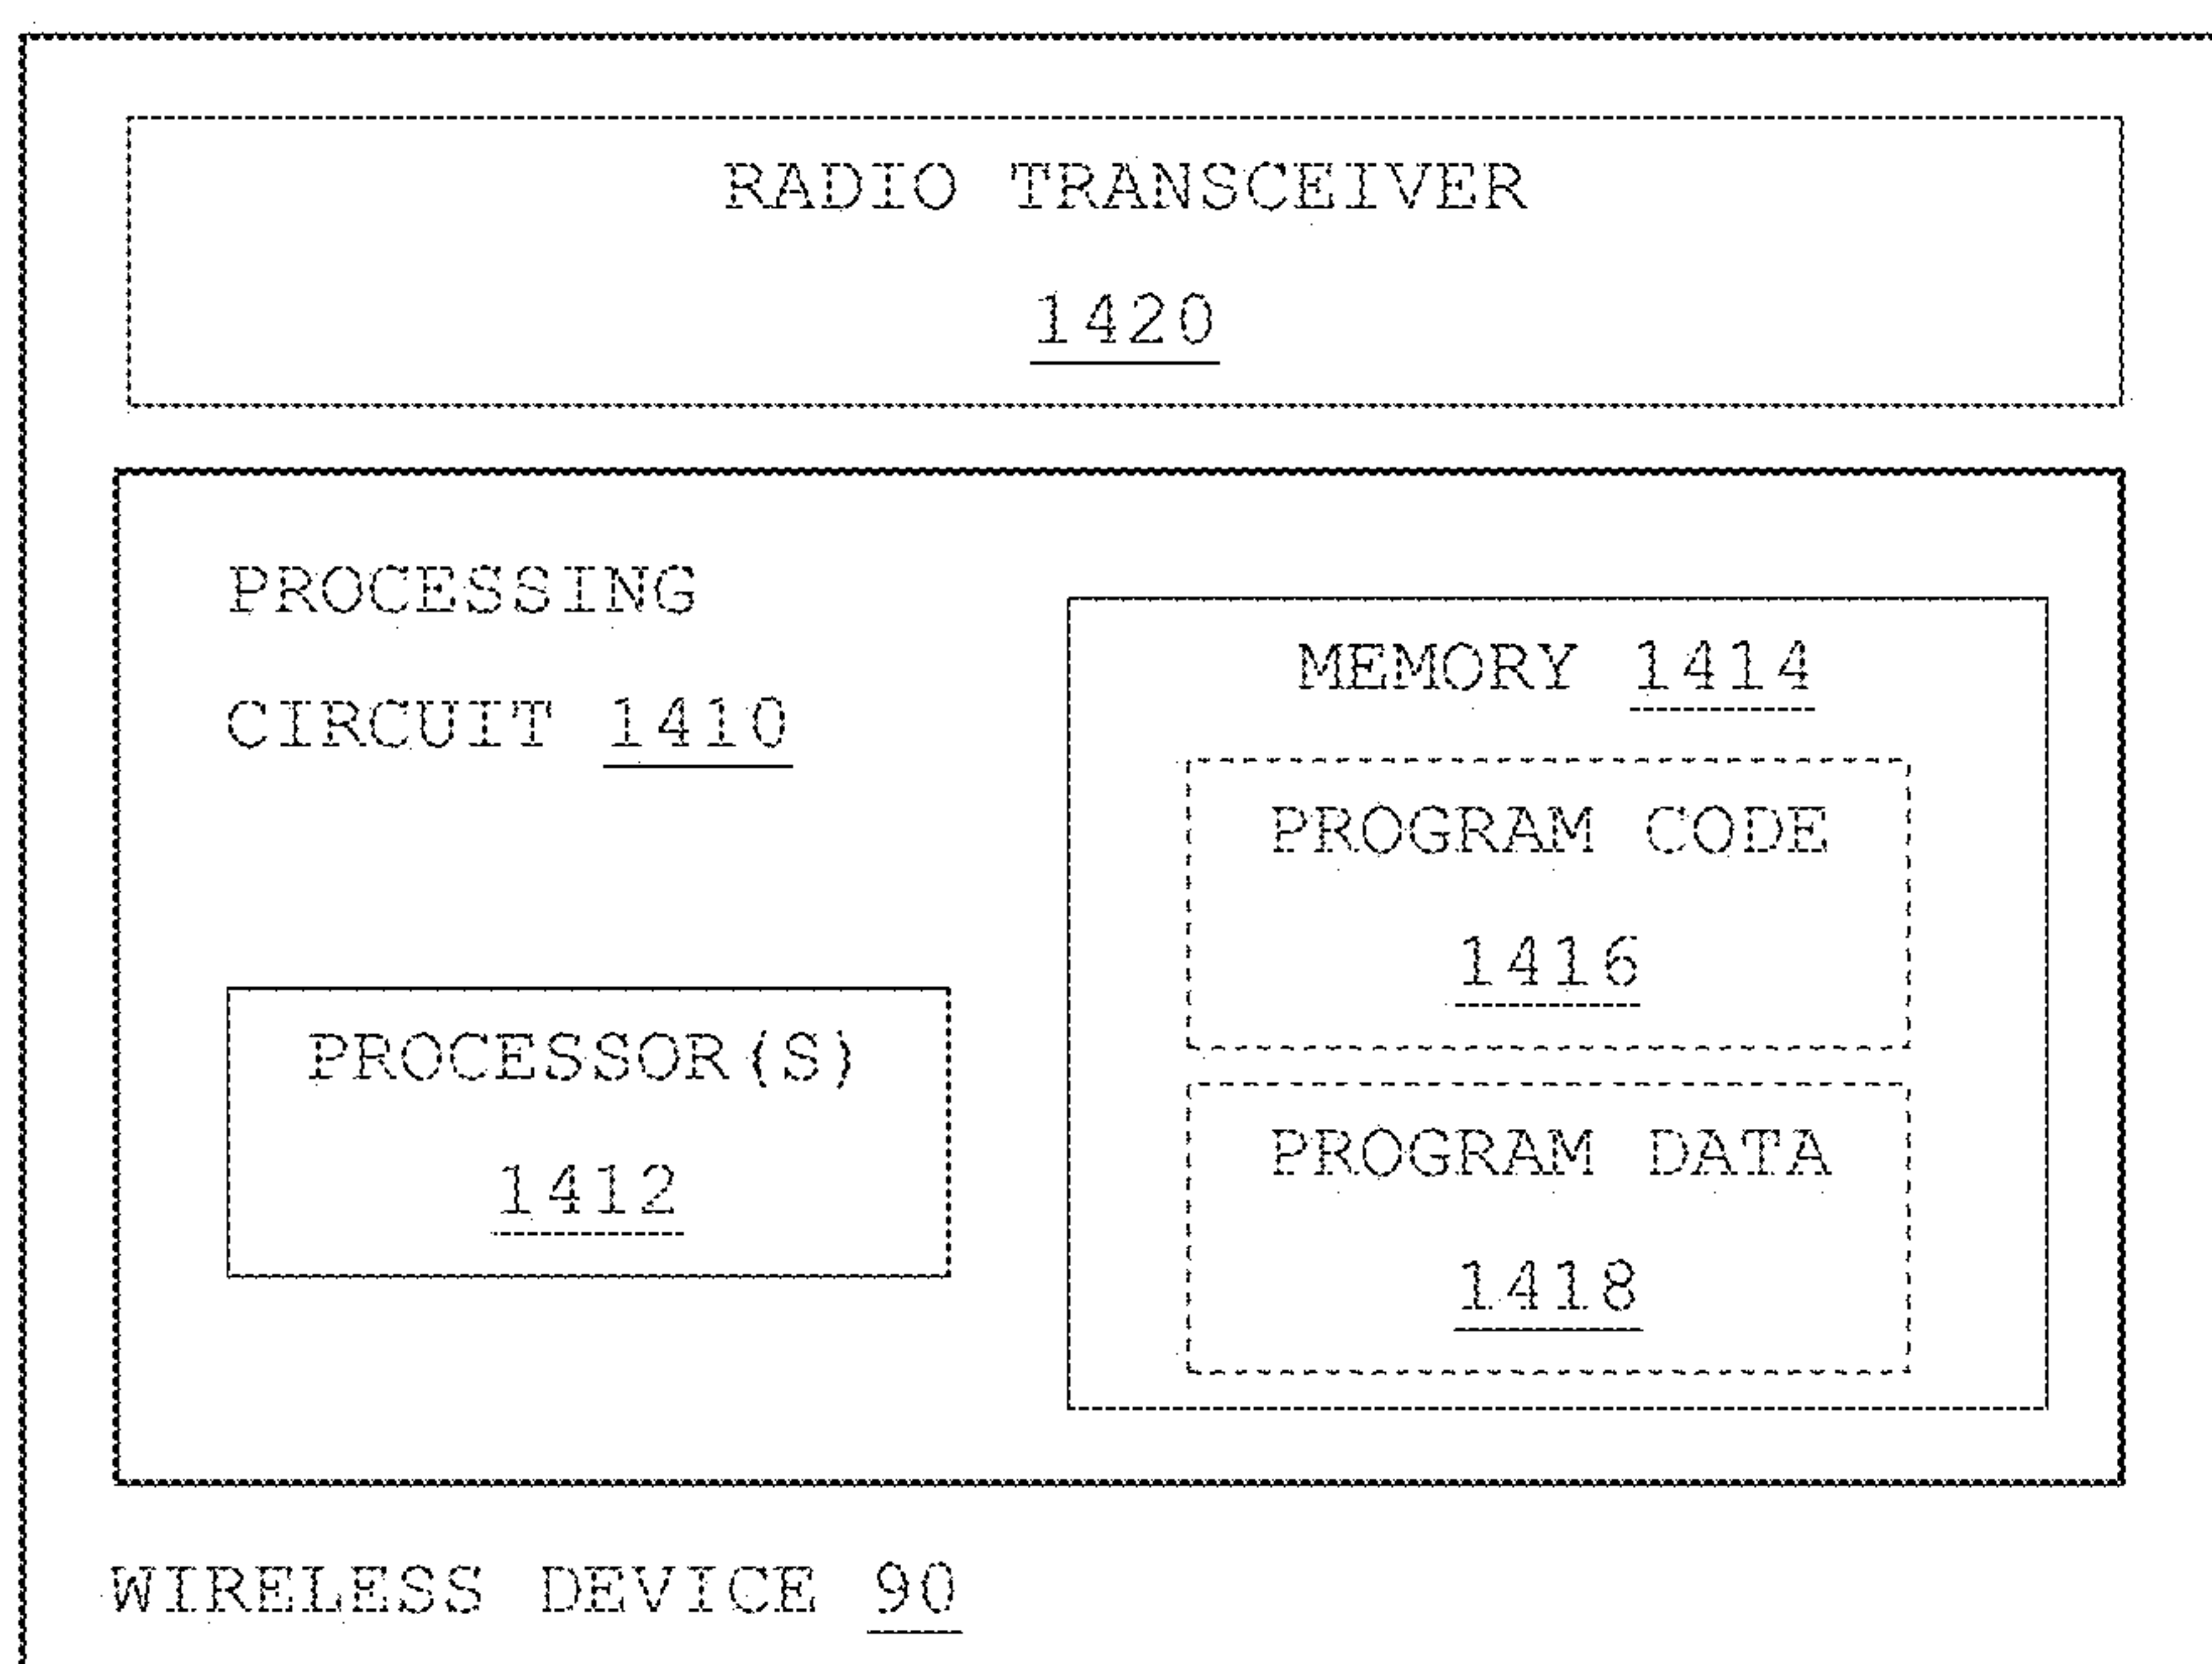 RADIO TRANSCEIVER
1420
PROCESSING
CIRCUIT 1410
MEMORY 1414
PROGRAM CODE
1416
PROCESSOR(S)
1412
PROGRAM DATA
1418
WIRELESS DEVICE 90